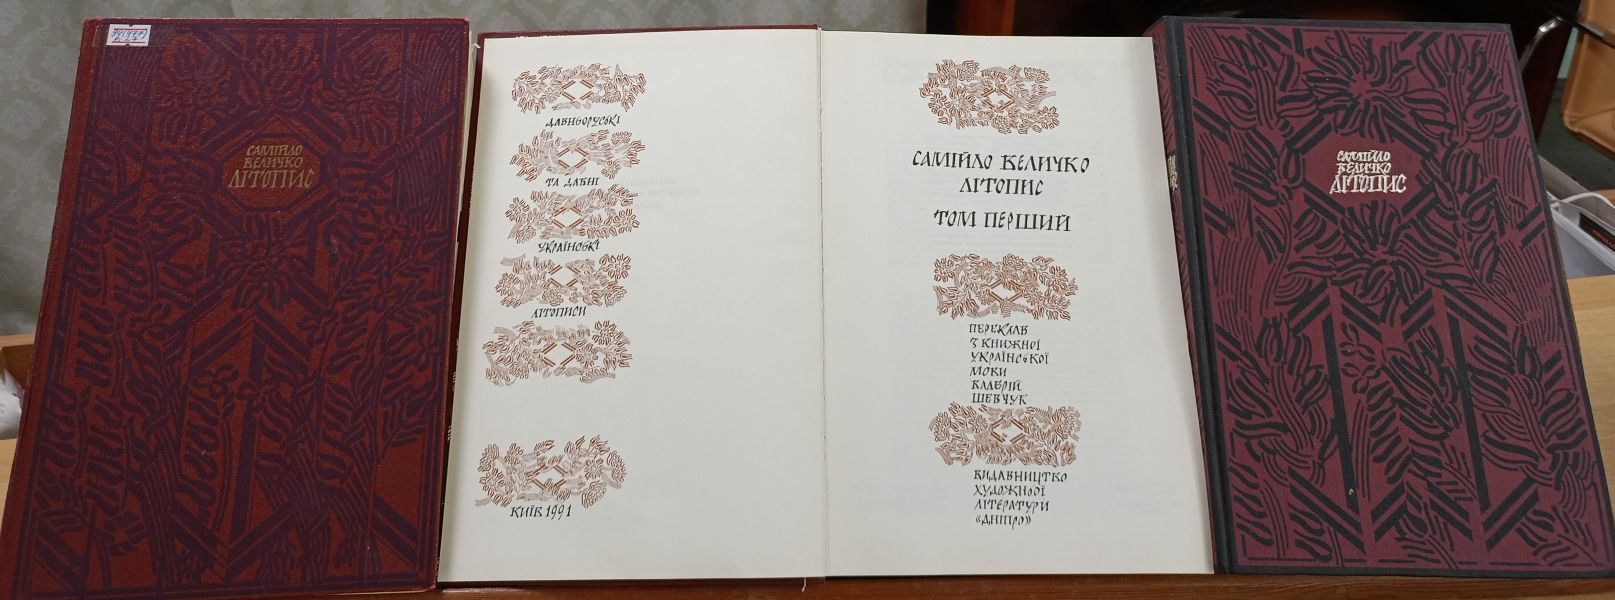 САМІЙЛО
ВЕЛИЧКО
ЛІТОПИС
ДАВНЬОРУСЬКІ
ТА ДАВНІ
УКРАЇНСЬКІ
ЛІТОПИСИ
КИЇВ 1991
САМІЙЛО ВЕЛИЧКО
ЛІТОПИС
ТОМ ПЕРШИЙ
ПЕРЕКЛАВ
З КНИЖНОЇ
УКРАЇНСЬКОЇ
МОВИ
ВАЛЕРІЙ
ШЕВЧУК
ВИДАВНИЦТВО
ХУДОЖНЬОЇ
ЛІТЕРАТУРИ
«ДНІПРО»
САМІЙЛО
ВЕЛИЧКО
ЛІТОПИС